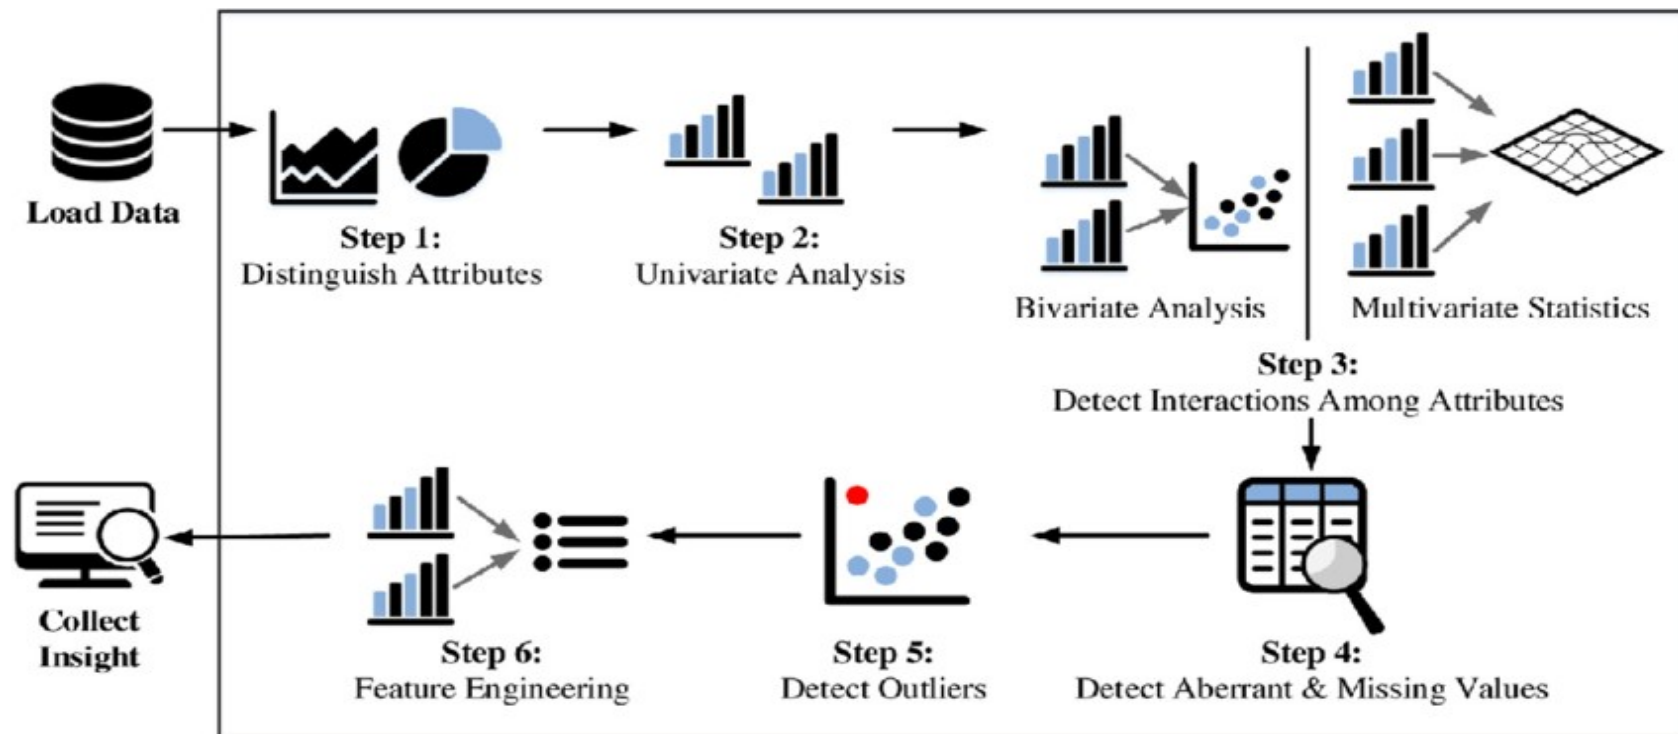 Load Data
Step 1:
Distinguish Attributes
Step 2:
Univariate Analysis
Bivariate Analysis
Multivariate Statistics
Step 3:
Detect Interactions Among Attributes
Step 4:
Detect Aberrant & Missing Values
Step 5:
Detect Outliers
Step 6:
Feature Engineering
Collect
Insight